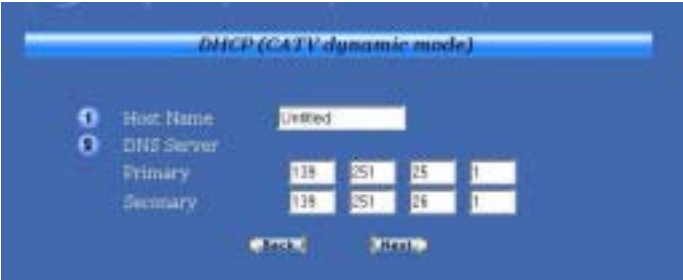 DHCP (CATV dynamic mode)
1 Host Name Untitled
2 DNS Server
Primary 139 251 25 1
Seconary 139 251 26 1
Back Next